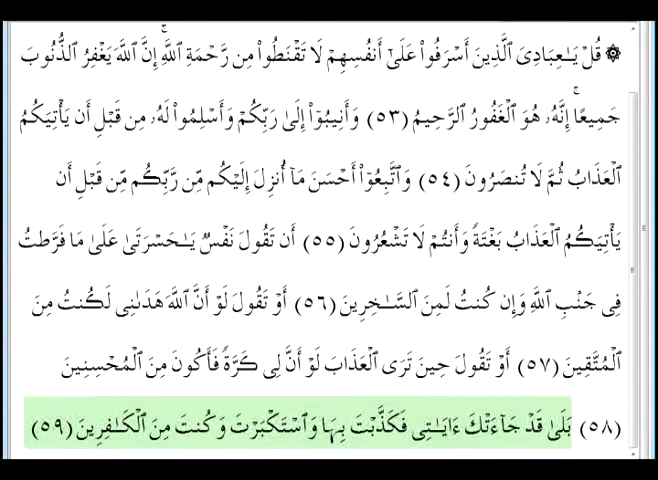 ۞ قُلْ يَـٰعِبَادِىَ ٱلَّذِينَ أَسْرَفُوا۟ عَلَىٰٓ أَنفُسِهِمْ لَا تَقْنَطُوا۟ مِن رَّحْمَةِ ٱللَّهِ ۚ إِنَّ ٱللَّهَ يَغْفِرُ ٱلذُّنُوبَ
جَمِيعًا ۚ إِنَّهُۥ هُوَ ٱلْغَفُورُ ٱلرَّحِيمُ (٥٣) وَأَنِيبُوٓا۟ إِلَىٰ رَبِّكُمْ وَأَسْلِمُوا۟ لَهُۥ مِن قَبْلِ أَن يَأْتِيَكُمُ
ٱلْعَذَابُ ثُمَّ لَا تُنصَرُونَ (٥٤) وَٱتَّبِعُوٓا۟ أَحْسَنَ مَآ أُنزِلَ إِلَيْكُم مِّن رَّبِّكُم مِّن قَبْلِ أَن
يَأْتِيَكُمُ ٱلْعَذَابُ بَغْتَةً وَأَنتُمْ لَا تَشْعُرُونَ (٥٥) أَن تَقُولَ نَفْسٌ يَـٰحَسْرَتَىٰ عَلَىٰ مَا فَرَّطتُ
فِى جَنۢبِ ٱللَّهِ وَإِن كُنتُ لَمِنَ ٱلسَّـٰخِرِينَ (٥٦) أَوْ تَقُولَ لَوْ أَنَّ ٱللَّهَ هَدَىٰنِى لَكُنتُ مِنَ
ٱلْمُتَّقِينَ (٥٧) أَوْ تَقُولَ حِينَ تَرَى ٱلْعَذَابَ لَوْ أَنَّ لِى كَرَّةً فَأَكُونَ مِنَ ٱلْمُحْسِنِينَ
(٥٨) بَلَىٰ قَدْ جَآءَتْكَ ءَايَـٰتِى فَكَذَّبْتَ بِهَا وَٱسْتَكْبَرْتَ وَكُنتَ مِنَ ٱلْكَـٰفِرِينَ (٥٩)